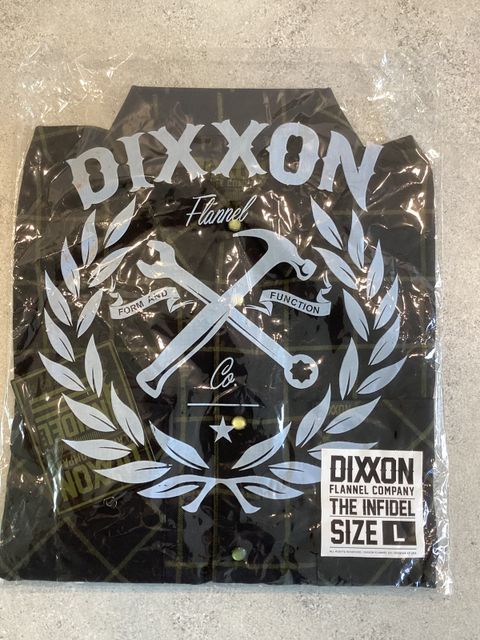 DIXXON
Flannel
FORM AND
FUNCTION
Co.
DIXXON
FLANNEL COMPANY
THE INFIDEL
SIZE L